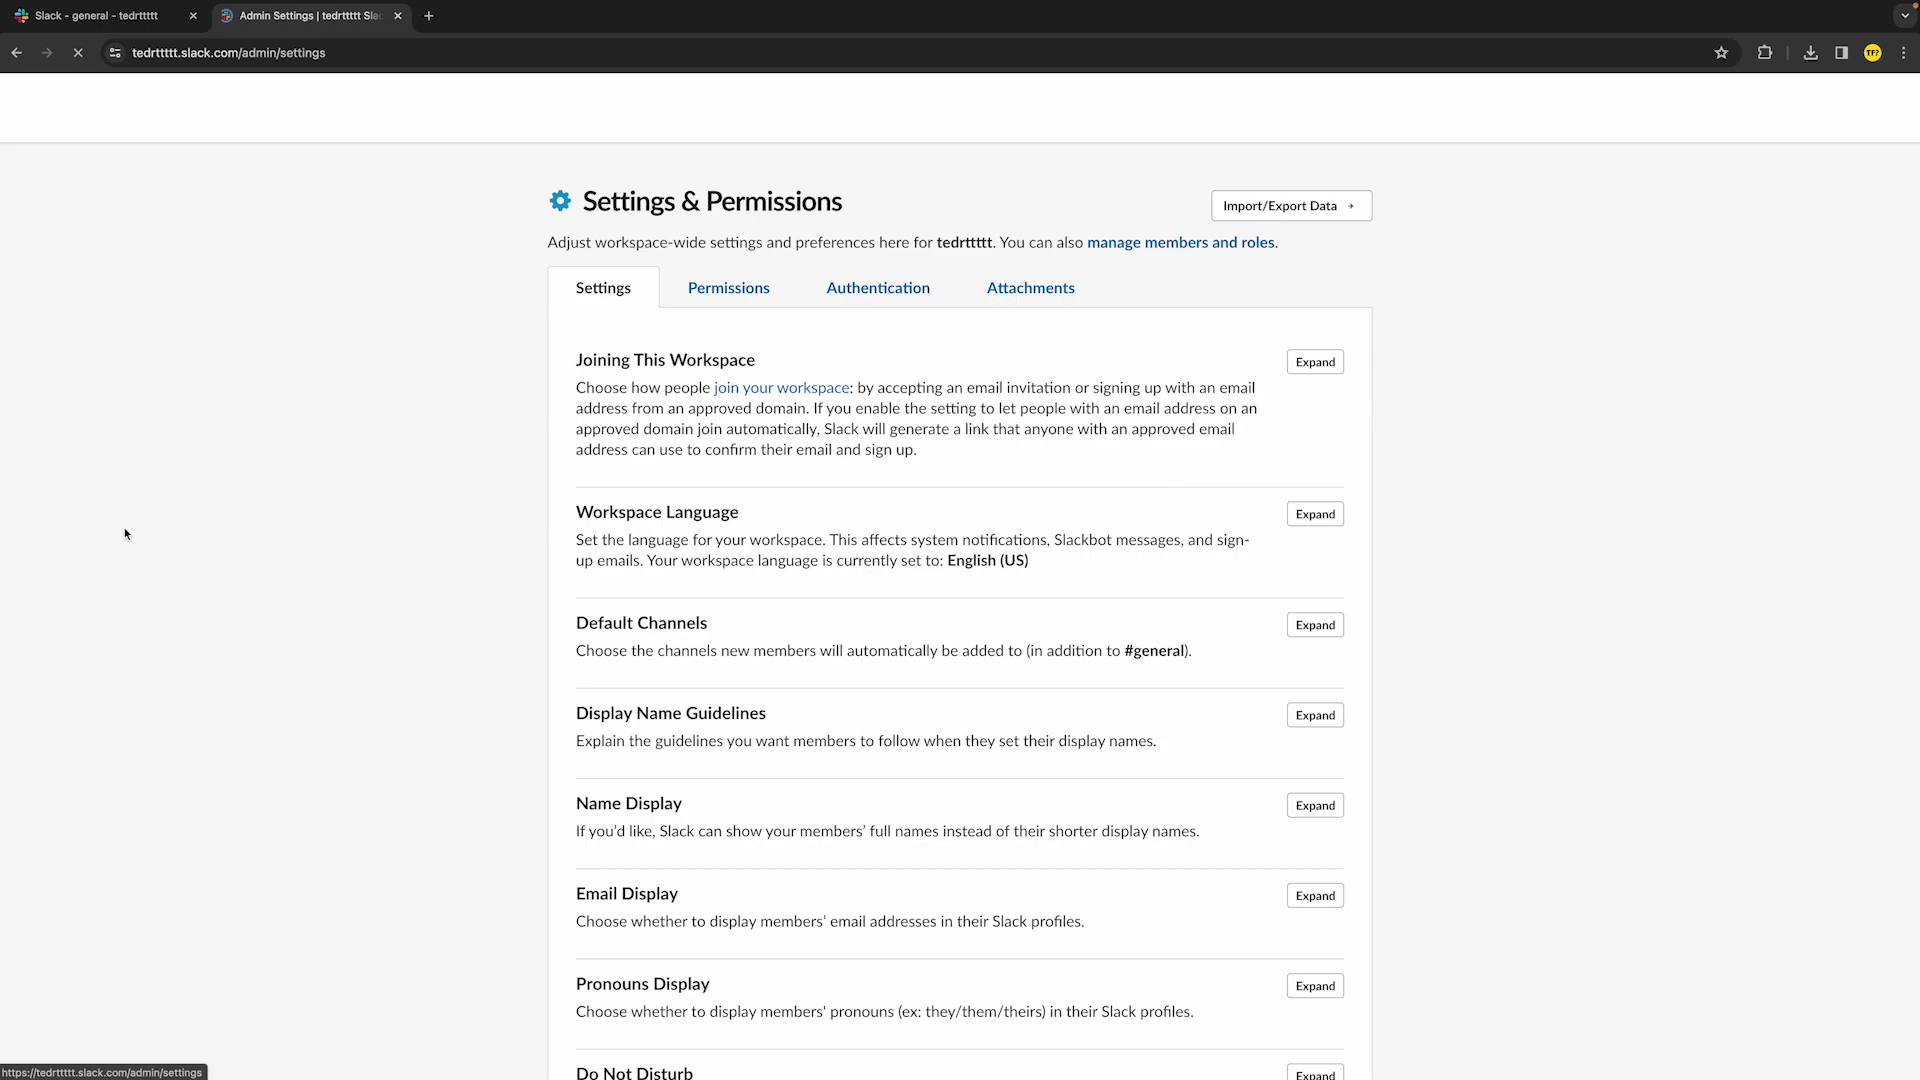 Slack - general - tedrttttt
Admin Settings | tedrttttt Slac
tedrttttt.slack.com/admin/settings
TF?
Settings & Permissions
Import/Export Data →
Adjust workspace-wide settings and preferences here for tedrttttt. You can also manage members and roles.
Settings
Permissions
Authentication
Attachments
Joining This Workspace
Expand
Choose how people join your workspace: by accepting an email invitation or signing up with an email
address from an approved domain. If you enable the setting to let people with an email address on an
approved domain join automatically, Slack will generate a link that anyone with an approved email
address can use to confirm their email and sign up.
Workspace Language
Expand
Set the language for your workspace. This affects system notifications, Slackbot messages, and sign-
up emails. Your workspace language is currently set to: English (US)
Default Channels
Expand
Choose the channels new members will automatically be added to (in addition to #general).
Display Name Guidelines
Expand
Explain the guidelines you want members to follow when they set their display names.
Name Display
Expand
If you’d like, Slack can show your members’ full names instead of their shorter display names.
Email Display
Expand
Choose whether to display members’ email addresses in their Slack profiles.
Pronouns Display
Expand
Choose whether to display members’ pronouns (ex: they/them/theirs) in their Slack profiles.
Do Not Disturb
Expand
https://tedrttttt.slack.com/admin/settings